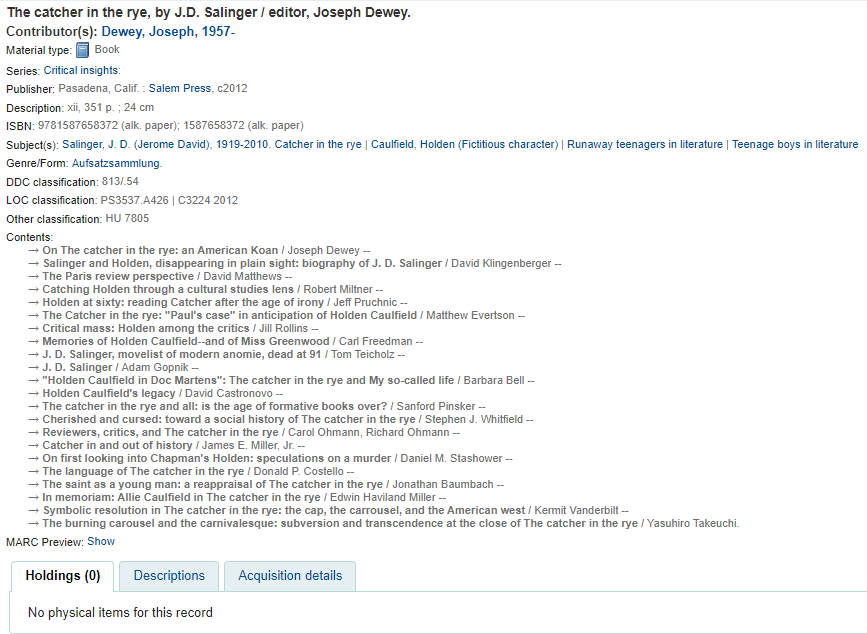 The catcher in the rye, by J.D. Salinger / editor, Joseph Dewey.
Contributor(s): Dewey, Joseph, 1957-
Material type: Book
Series: Critical insights:
Publisher: Pasadena, Calif. : Salem Press, c2012
Description: xii, 351 p. ; 24 cm
ISBN: 9781587658372 (alk. paper); 1587658372 (alk. paper)
Subject(s): Salinger, J. D. (Jerome David), 1919-2010. Catcher in the rye | Caulfield, Holden (Fictitious character) | Runaway teenagers in literature | Teenage boys in literature
Genre/Form: Aufsatzsammlung.
DDC classification: 813/.54
LOC classification: PS3537.A426 | C3224 2012
Other classification: HU 7805
Contents:
→ On The catcher in the rye: an American Koan / Joseph Dewey --
→ Salinger and Holden, disappearing in plain sight: biography of J. D. Salinger / David Klingenberger --
→ The Paris review perspective / David Matthews --
→ Catching Holden through a cultural studies lens / Robert Miltner --
→ Holden at sixty: reading Catcher after the age of irony / Jeff Pruchnic --
→ The Catcher in the rye: "Paul's case" in anticipation of Holden Caulfield / Matthew Evertson --
→ Critical mass: Holden among the critics / Jill Rollins --
→ Memories of Holden Caulfield--and of Miss Greenwood / Carl Freedman --
→ J. D. Salinger, movelist of modern anomie, dead at 91 / Tom Teicholz --
→ J. D. Salinger / Adam Gopnik --
→ "Holden Caulfield in Doc Martens": The catcher in the rye and My so-called life / Barbara Bell --
→ Holden Caulfield's legacy / David Castronovo --
→ The catcher in the rye and all: is the age of formative books over? / Sanford Pinsker --
→ Cherished and cursed: toward a social history of The catcher in the rye / Stephen J. Whitfield --
→ Reviewers, critics, and The catcher in the rye / Carol Ohmann, Richard Ohmann --
→ Catcher in and out of history / James E. Miller, Jr. --
→ On first looking into Chapman's Holden: speculations on a murder / Daniel M. Stashower --
→ The language of The catcher in the rye / Donald P. Costello --
→ The saint as a young man: a reappraisal of The catcher in the rye / Jonathan Baumbach --
→ In memoriam: Allie Caulfield in The catcher in the rye / Edwin Haviland Miller --
→ Symbolic resolution in The catcher in the rye: the cap, the carrousel, and the American west / Kermit Vanderbilt --
→ The burning carousel and the carnivalesque: subversion and transcendence at the close of The catcher in the rye / Yasuhiro Takeuchi.
MARC Preview: Show
Holdings (0) Descriptions Acquisition details
No physical items for this record